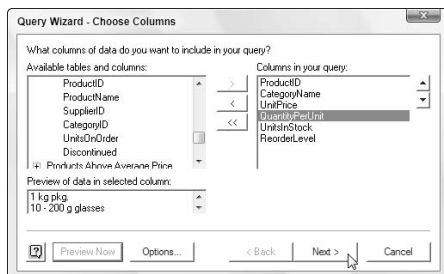 Query Wizard - Choose Columns
What columns of data do you want to include in your query?
Available tables and columns:
ProductID
ProductName
SupplierID
CategoryID
UnitsOnOrder
Discontinued
Products Above Average Price
Columns in your query:
ProductID
CategoryName
UnitPrice
QuantityPerUnit
UnitsInStock
ReorderLevel
>
<
<<
Preview of data in selected column:
1 kg pkg.
10 - 200 g glasses
Preview Now
Options...
< Back
Next >
Cancel